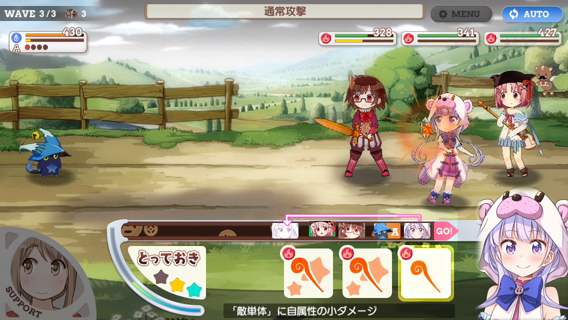 WAVE 3/3 3
通常攻撃
MENU
AUTO
430
A
328
341
427
A
GO!
とっておき
SUPPORT
「敵単体」に自属性の小ダメージ